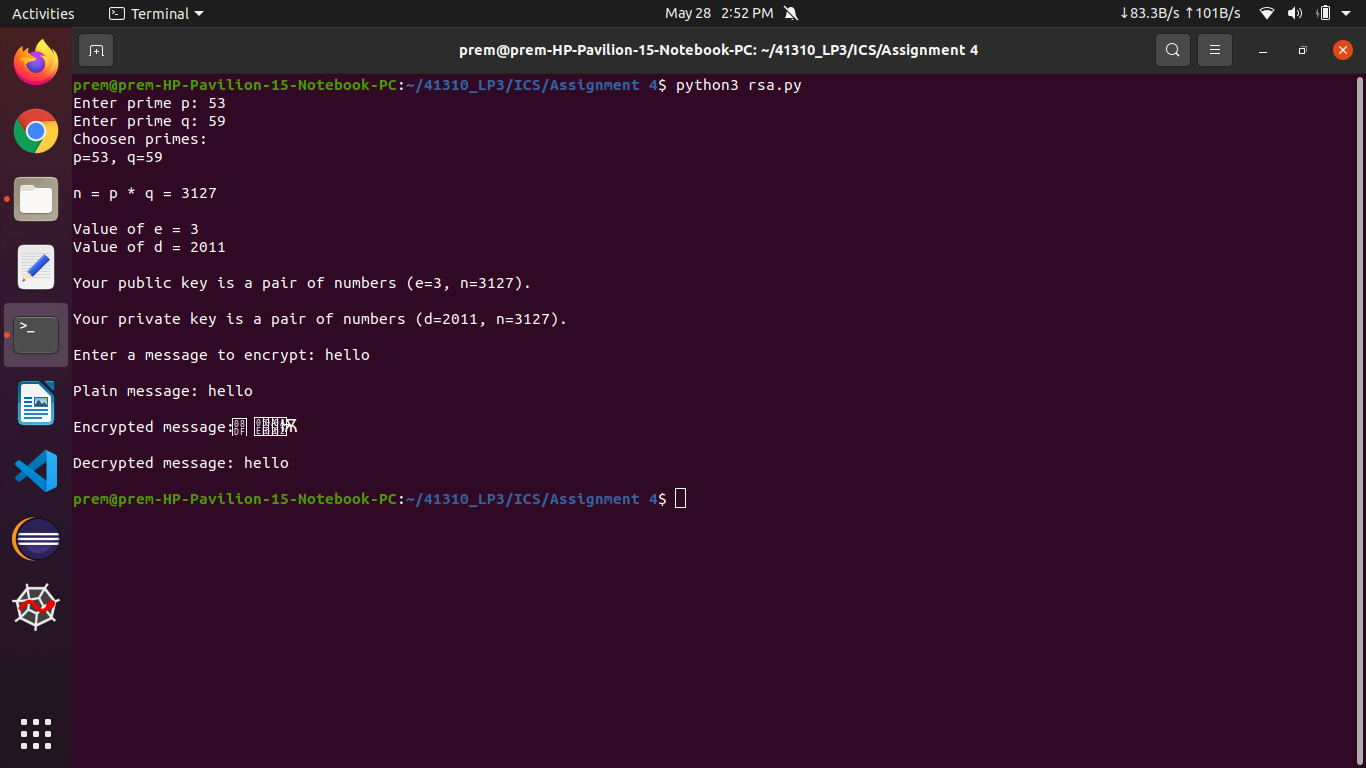 Activities Terminal May 28 2:52 PM ↓83.3B/s ↑101B/s
prem@prem-HP-Pavilion-15-Notebook-PC: ~/41310_LP3/ICS/Assignment 4
prem@prem-HP-Pavilion-15-Notebook-PC:~/41310_LP3/ICS/Assignment 4$ python3 rsa.py
Enter prime p: 53
Enter prime q: 59
Choosen primes:
p=53, q=59
n = p * q = 3127
Value of e = 3
Value of d = 2011
Your public key is a pair of numbers (e=3, n=3127).
Your private key is a pair of numbers (d=2011, n=3127).
Enter a message to encrypt: hello
Plain message: hello
Encrypted message:
Decrypted message: hello
prem@prem-HP-Pavilion-15-Notebook-PC:~/41310_LP3/ICS/Assignment 4$